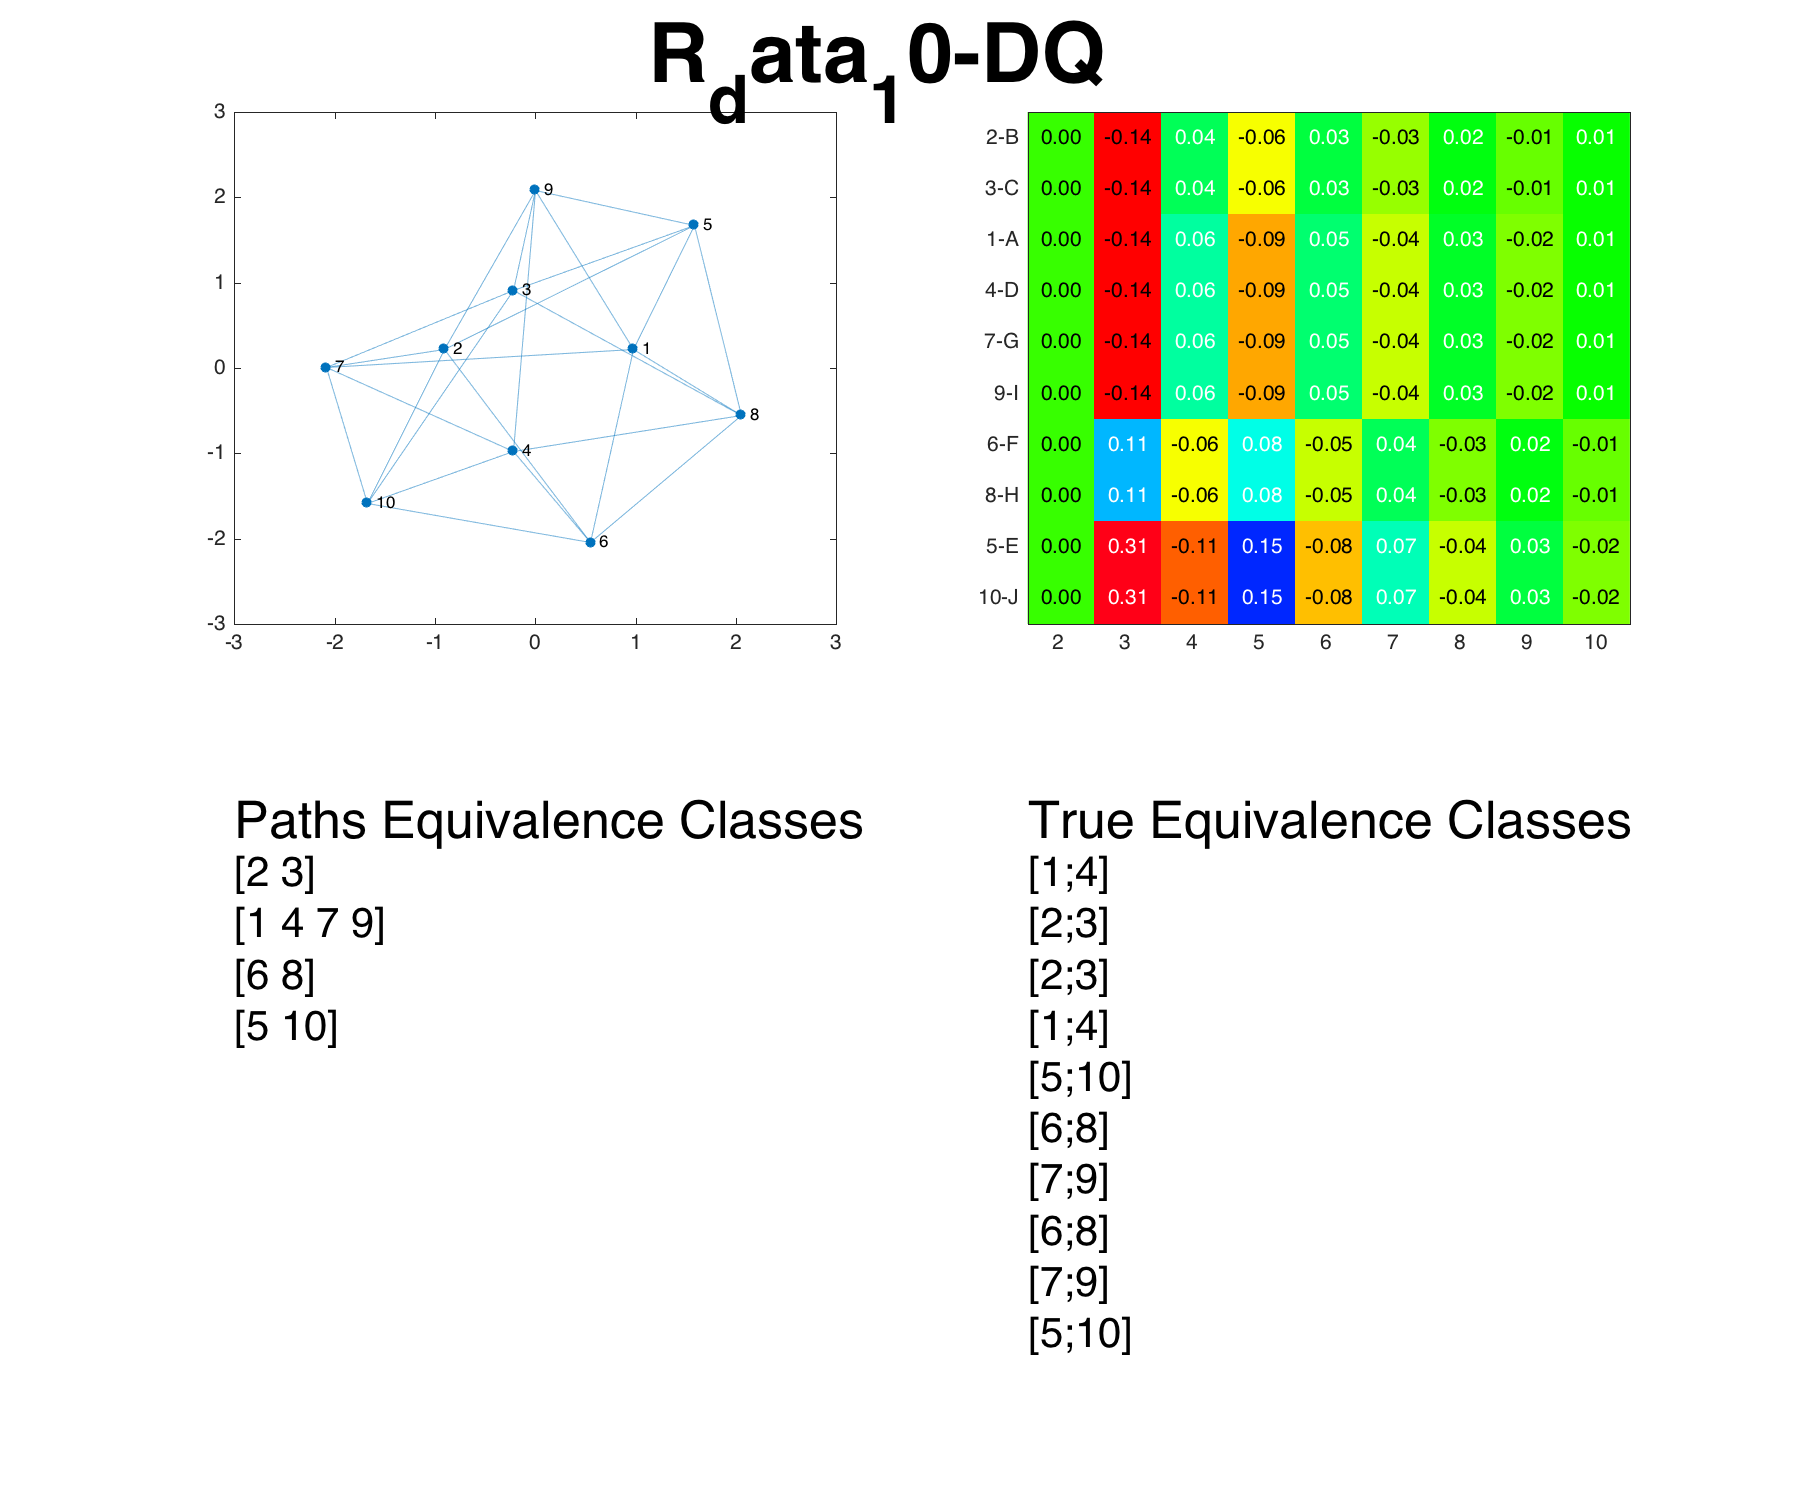 Rdata10-DQ
3
2
1
0
-1
-2
-3
-3 -2 -1 0 1 2 3
9
5
3
2
1
7
8
4
10
6
2-B 0.00 -0.14 0.04 -0.06 0.03 -0.03 0.02 -0.01 0.01
3-C 0.00 -0.14 0.04 -0.06 0.03 -0.03 0.02 -0.01 0.01
1-A 0.00 -0.14 0.06 -0.09 0.05 -0.04 0.03 -0.02 0.01
4-D 0.00 -0.14 0.06 -0.09 0.05 -0.04 0.03 -0.02 0.01
7-G 0.00 -0.14 0.06 -0.09 0.05 -0.04 0.03 -0.02 0.01
9-I 0.00 -0.14 0.06 -0.09 0.05 -0.04 0.03 -0.02 0.01
6-F 0.00 0.11 -0.06 0.08 -0.05 0.04 -0.03 0.02 -0.01
8-H 0.00 0.11 -0.06 0.08 -0.05 0.04 -0.03 0.02 -0.01
5-E 0.00 0.31 -0.11 0.15 -0.08 0.07 -0.04 0.03 -0.02
10-J 0.00 0.31 -0.11 0.15 -0.08 0.07 -0.04 0.03 -0.02
2 3 4 5 6 7 8 9 10
Paths Equivalence Classes
[2 3]
[1 4 7 9]
[6 8]
[5 10]
True Equivalence Classes
[1;4]
[2;3]
[2;3]
[1;4]
[5;10]
[6;8]
[7;9]
[6;8]
[7;9]
[5;10]